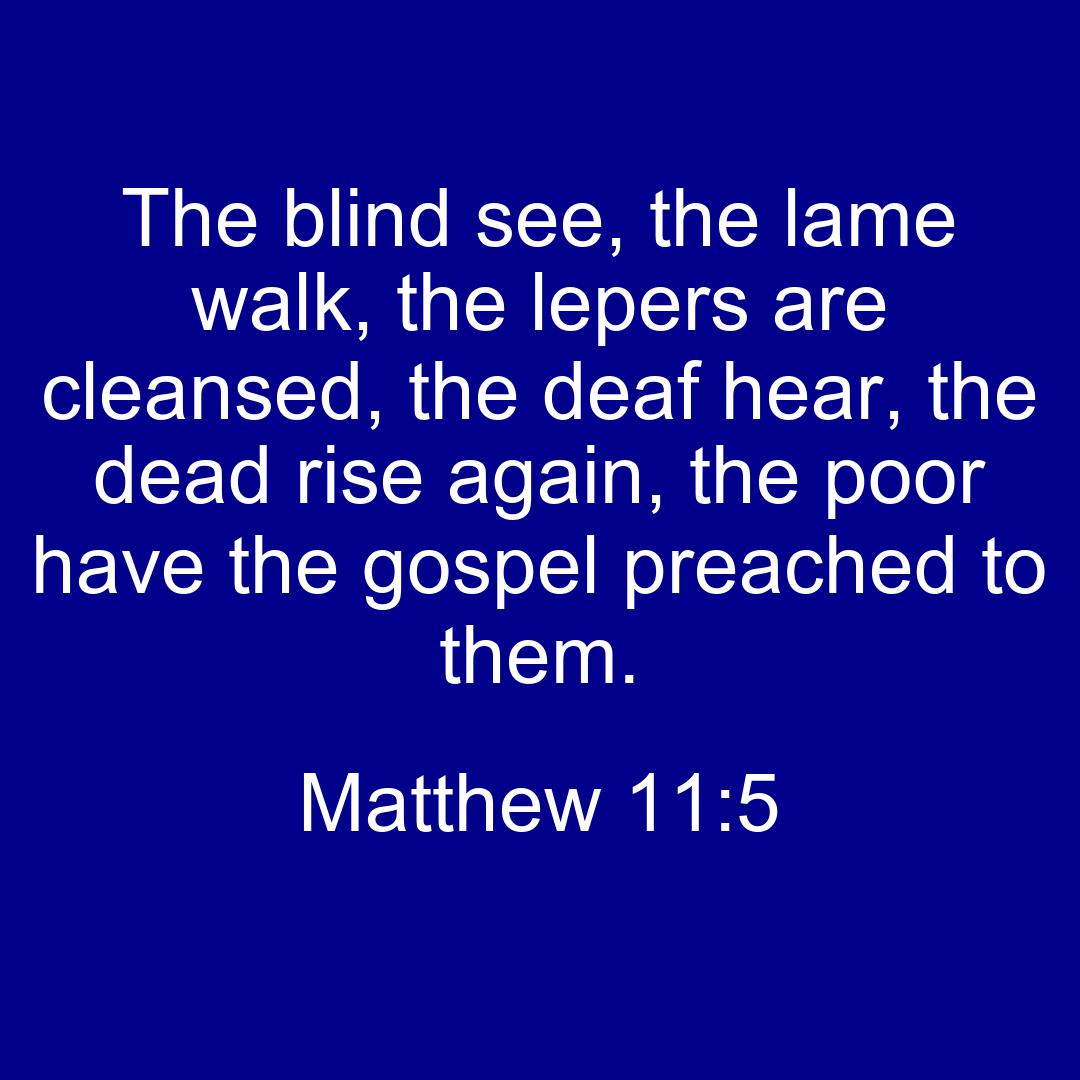 The blind see, the lame
walk, the lepers are
cleansed, the deaf hear, the
dead rise again, the poor
have the gospel preached to
them.
Matthew 11:5